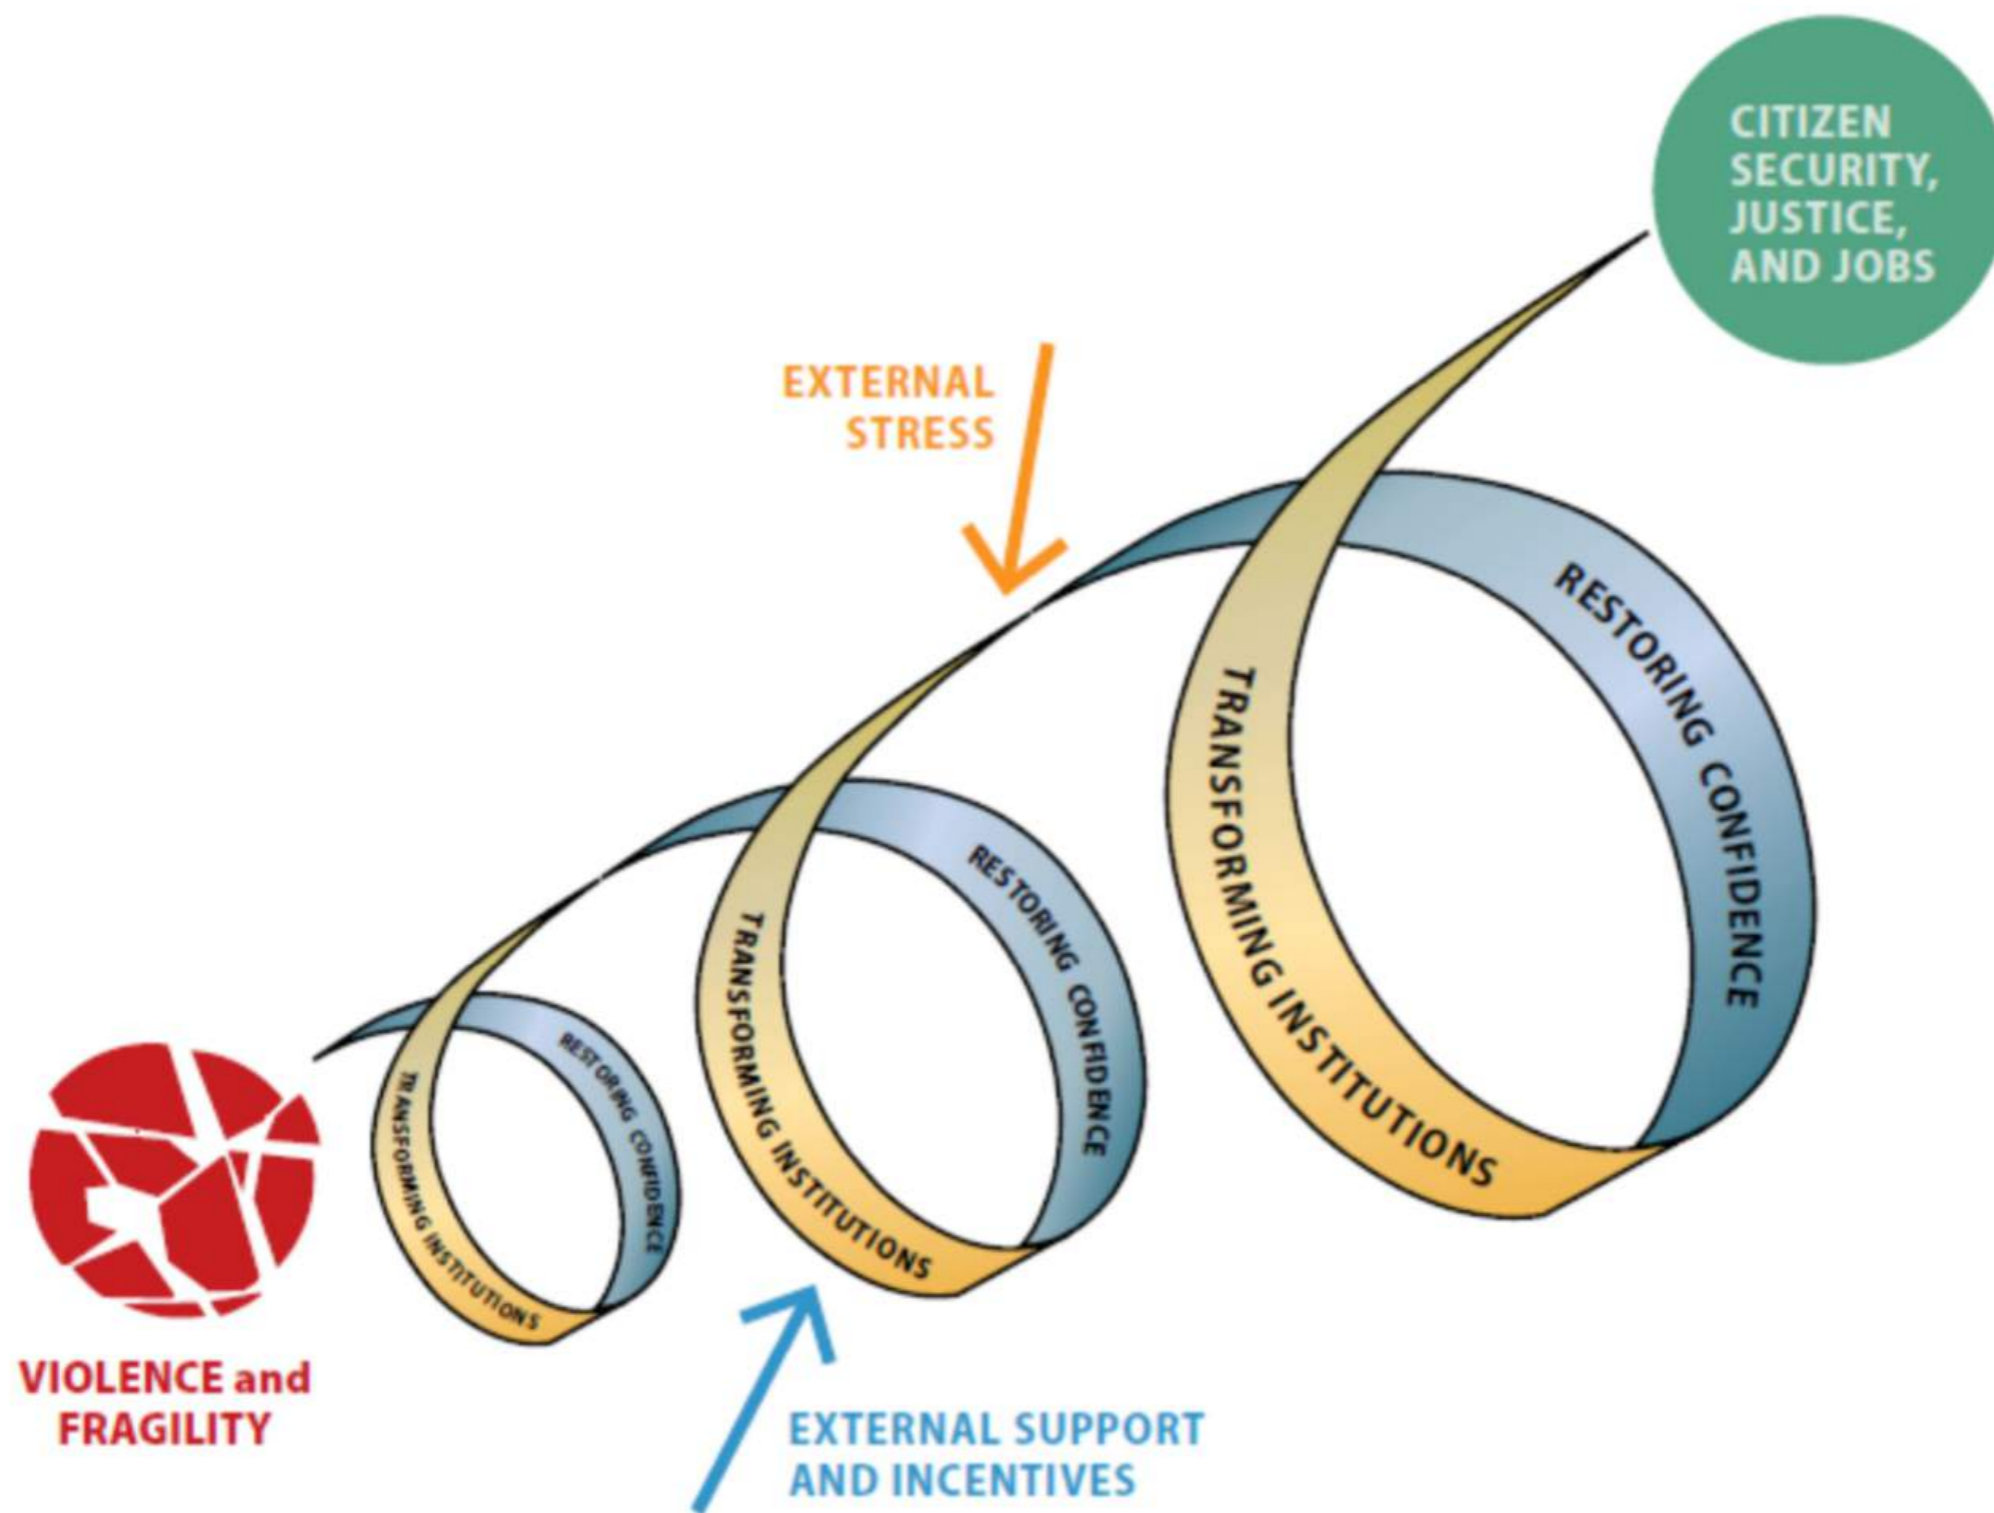 CITIZEN
SECURITY,
JUSTICE,
AND JOBS
EXTERNAL
STRESS
RESTORING CONFIDENCE
TRANSFORMING INSTITUTIONS
RESTORING CONFIDENCE
TRANSFORMING INSTITUTIONS
RESTORING CONFIDENCE
TRANSFORMING INSTITUTIONS
VIOLENCE and
FRAGILITY
EXTERNAL SUPPORT
AND INCENTIVES